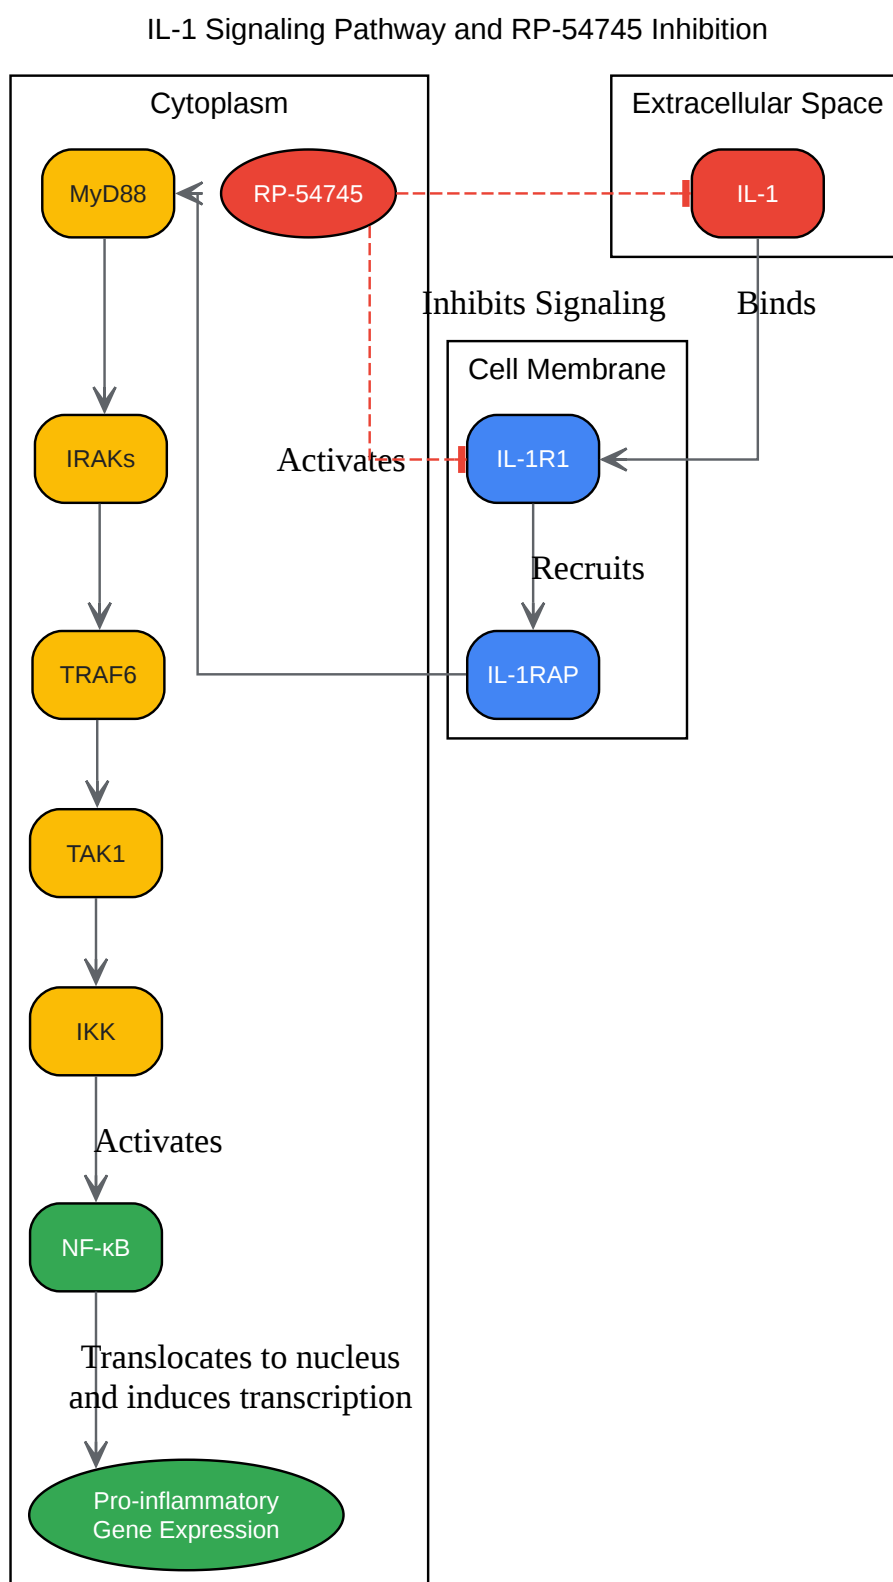 IL-1 Signaling Pathway and RP-54745 Inhibition
Cytoplasm
Extracellular Space
MyD88
RP-54745
IL-1
Inhibits Signaling
Binds
Cell Membrane
IRAKs
Activates
IL-1R1
Recruits
TRAF6
IL-1RAP
TAK1
IKK
Activates
NF-κB
Translocates to nucleus
and induces transcription
Pro-inflammatory
Gene Expression